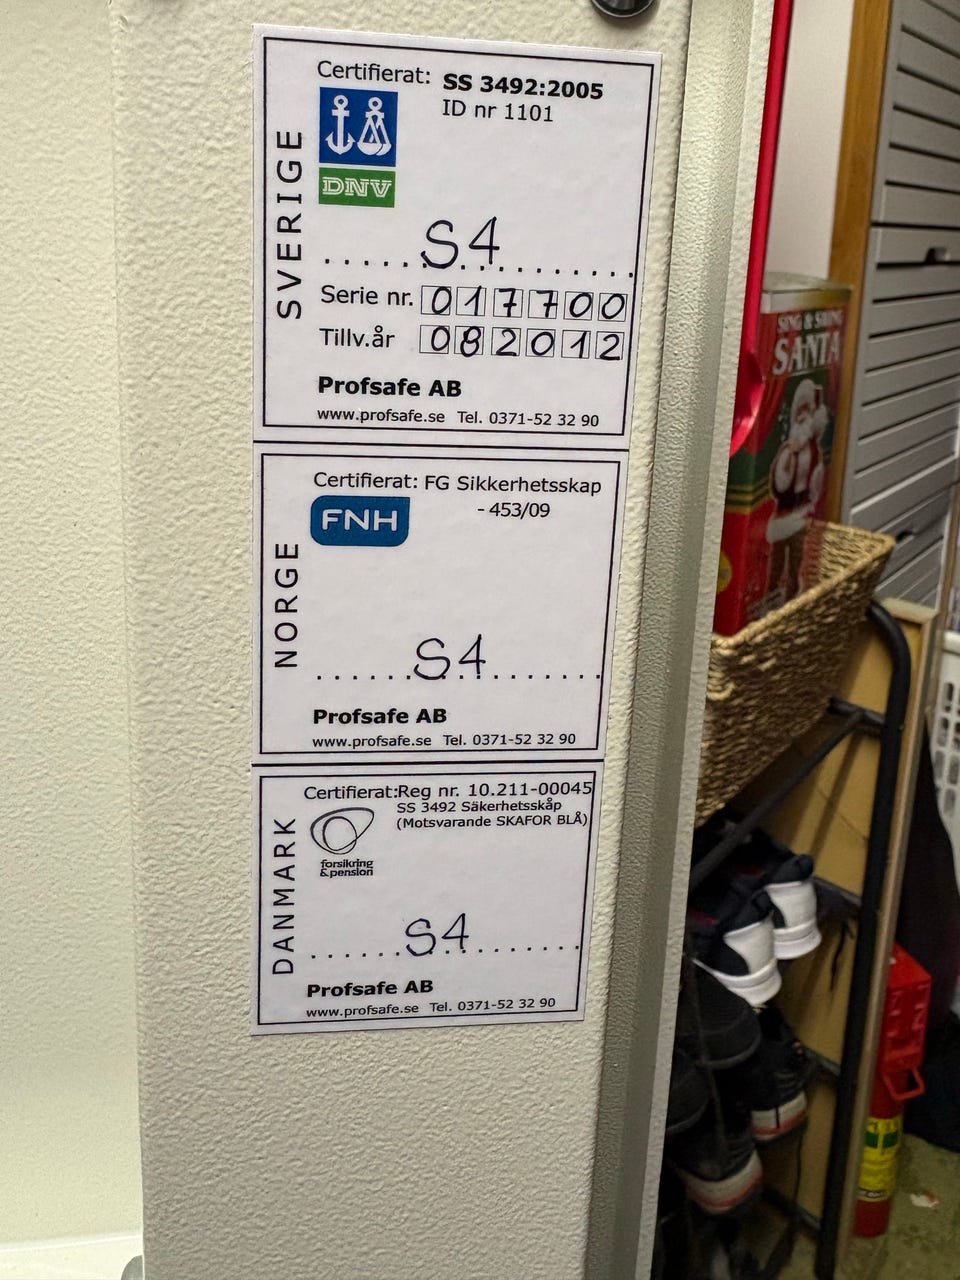 SVERIGE
Certifierat: SS 3492:2005
ID nr 1101
DNV
.....S4..........
Serie nr. 017700
Tillv.år 082012
Profsafe AB
www.profsafe.se Tel. 0371-52 32 90
NORGE
Certifierat: FG Sikkerhetsskap
- 453/09
FNH
......S4..........
Profsafe AB
www.profsafe.se Tel. 0371-52 32 90
DANMARK
Certifierat:Reg nr. 10.211-00045
SS 3492 Säkerhetsskåp
(Motsvarande SKAFOR BLÅ)
forsikring
&pension
......S4..........
Profsafe AB
www.profsafe.se Tel. 0371-52 32 90
SING & SWING
SANTA